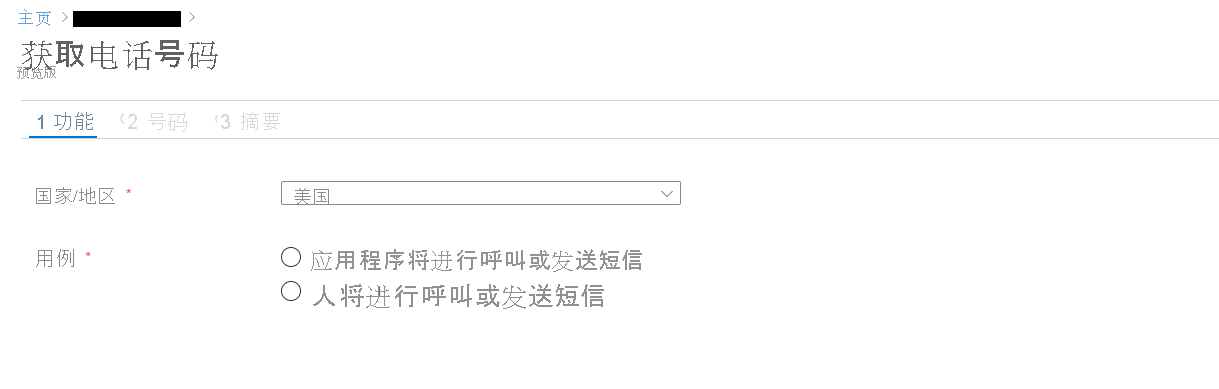 主页
获取电话号码
预览版
1 功能 2 号码 3 摘要
国家/地区 * 美国
用例 * 应用程序将进行呼叫或发送短信
人将进行呼叫或发送短信